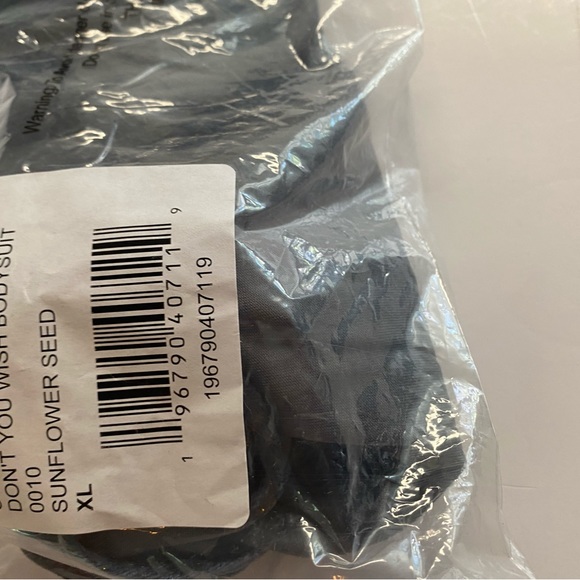 Warning
DON'T YOU WISH BODYSUIT
0010
SUNFLOWER SEED
XL
1 96790 40711 9
196790407119